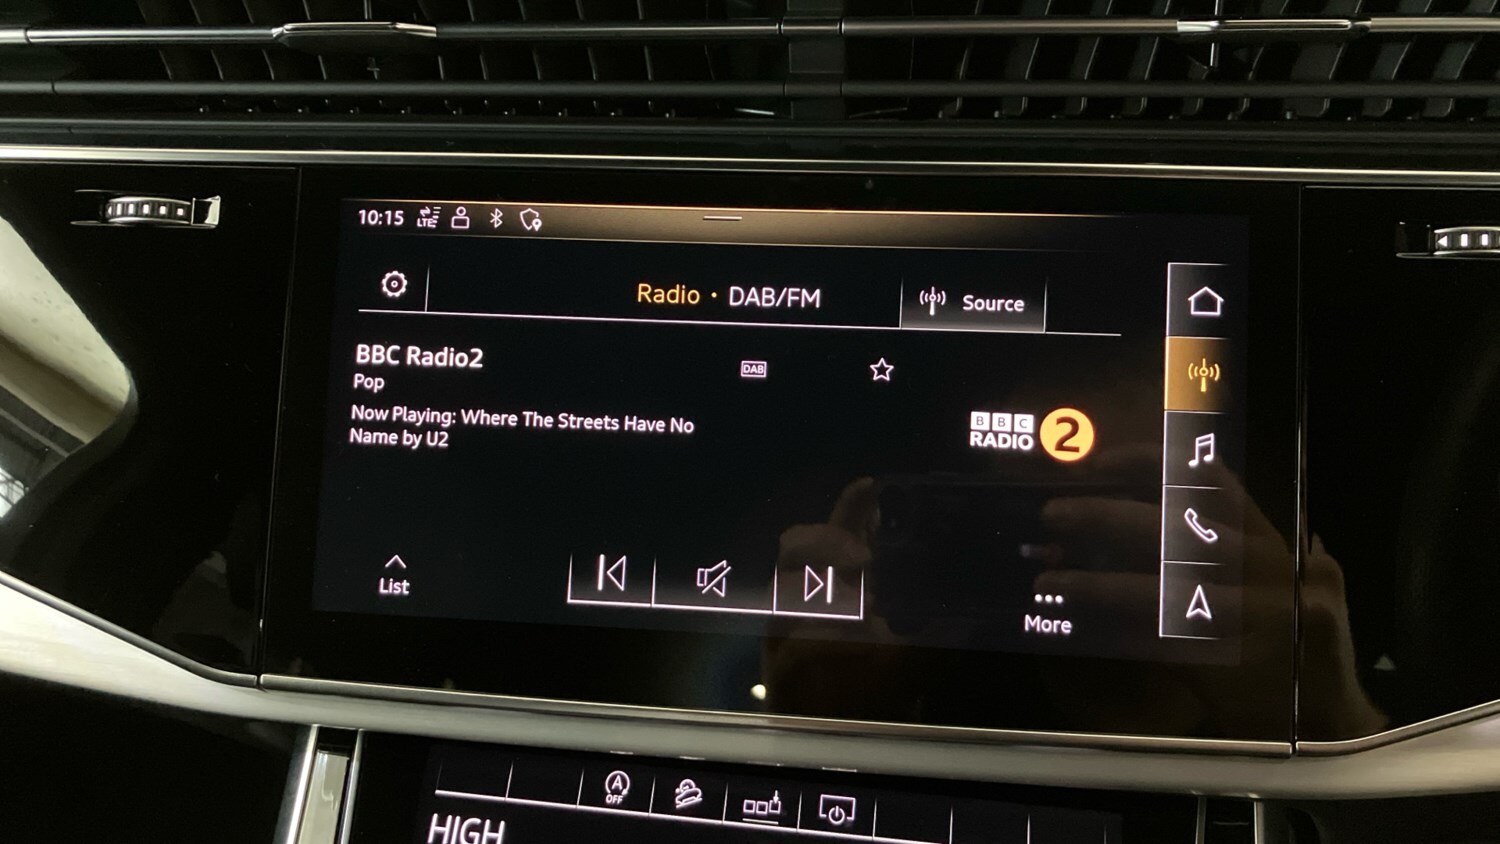 10:15
LTE
Radio · DAB/FM
Source
BBC Radio2
DAB
Pop
Now Playing: Where The Streets Have No
Name by U2
BBC
RADIO 2
List
More
A
OFF
HIGH